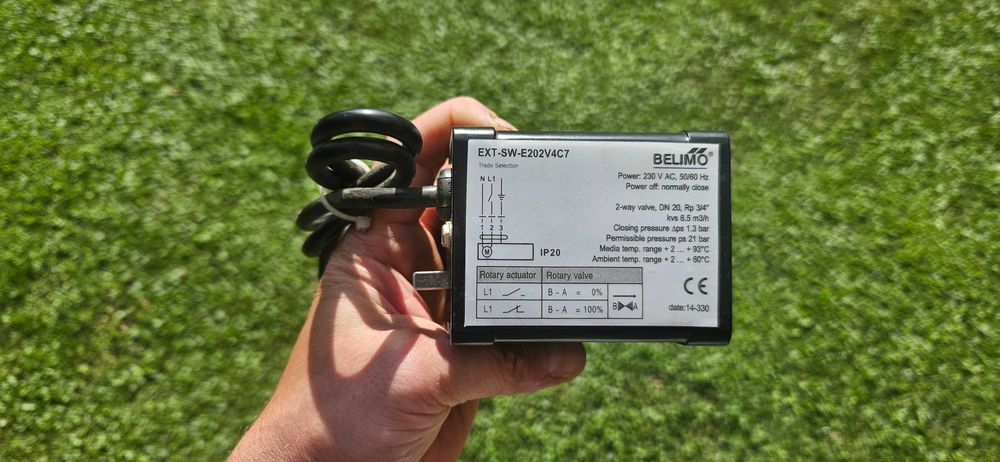 EXT-SW-E202V4C7
Trade Selection
BELIMO®
Power: 230 V AC, 50/60 Hz
Power off: normally close
2-way valve, DN 20, Rp 3/4"
kvs 6.5 m3/h
Closing pressure Δps 1.3 bar
Permissible pressure ps 21 bar
Media temp. range + 2 ... + 93°C
Ambient temp. range + 2 ... + 60°C
CE
date:14-330
N L1
1 2 3
M
IP20
Rotary actuator Rotary valve
L1 B – A = 0%
L1 B – A = 100%
B A